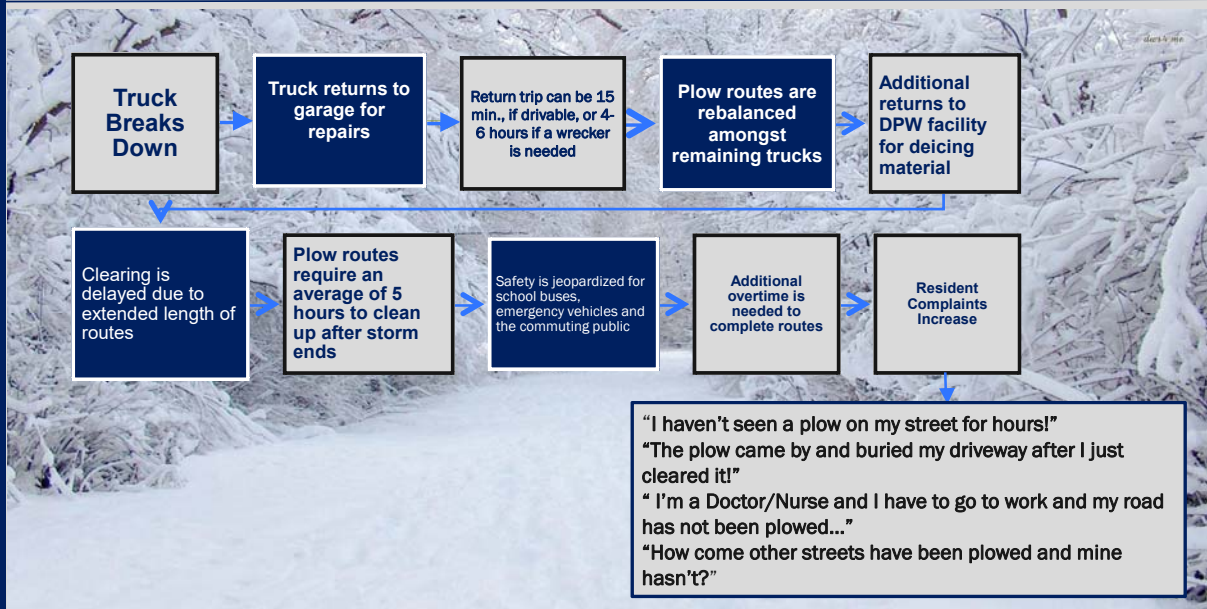 Truck
Breaks
Down
Truck returns to
garage for
repairs
Return trip can be 15
min., if drivable, or 4-
6 hours if a wrecker
is needed
Plow routes are
rebalanced
amongst
remaining trucks
Additional
returns to
DPW facility
for deicing
material
Clearing is
delayed due to
extended length of
routes
Plow routes
require an
average of 5
hours to clean
up after storm
ends
Safety is jeopardized for
school buses,
emergency vehicles and
the commuting public
Additional
overtime is
needed to
complete routes
Resident
Complaints
Increase
“I haven’t seen a plow on my street for hours!”
“The plow came by and buried my driveway after I just
cleared it!”
“ I’m a Doctor/Nurse and I have to go to work and my road
has not been plowed…”
“How come other streets have been plowed and mine
hasn’t?”